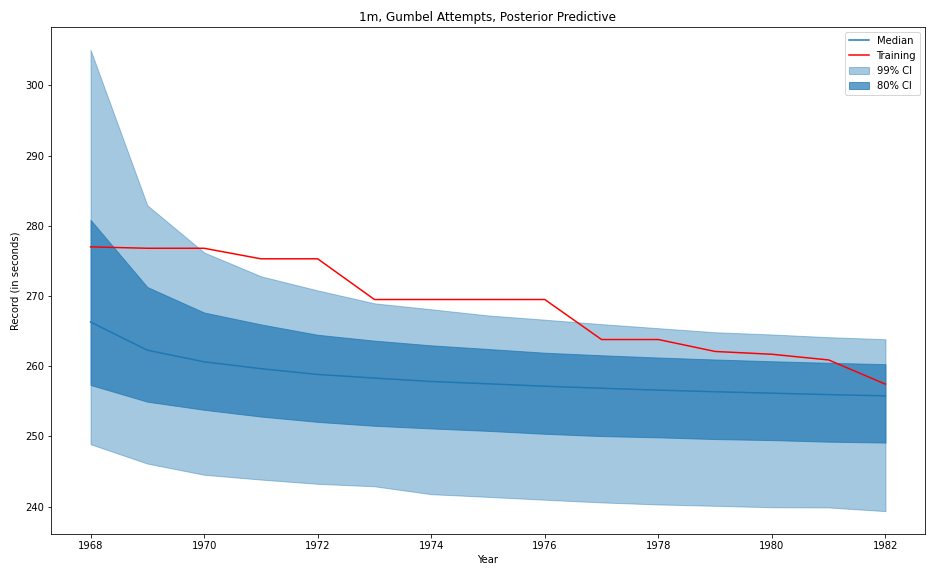 1m, Gumbel Attempts, Posterior Predictive
Median
Training
99% CI
80% CI
Record (in seconds)
300
290
280
270
260
250
240
1968
1970
1972
1974
1976
1978
1980
1982
Year